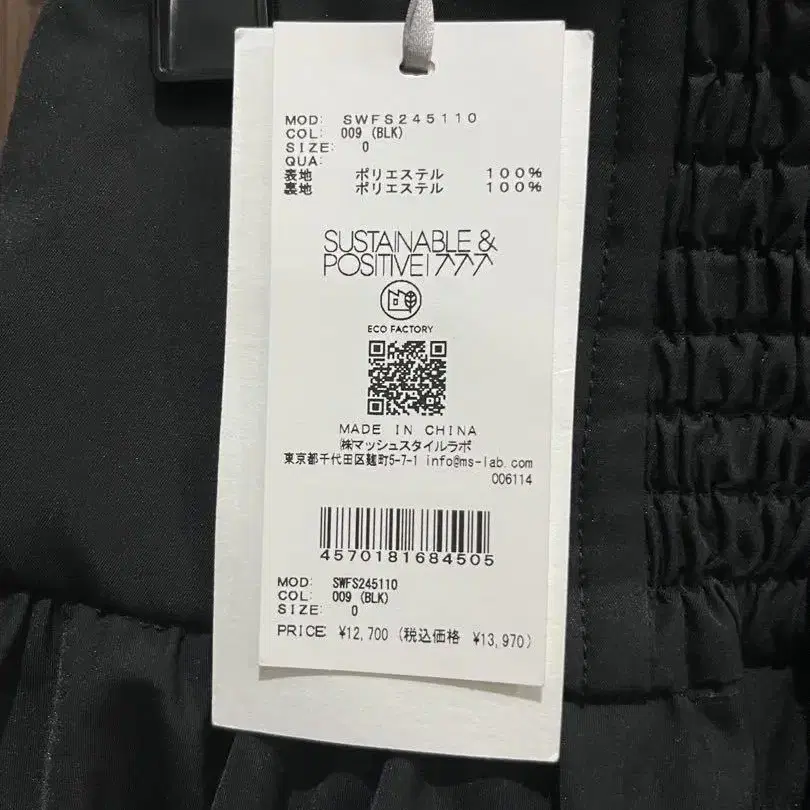 MOD: SWFS245110
COL: 009 (BLK)
SIZE: 0
QUA:
表地 ポリエステル 100%
裏地 ポリエステル 100%
SUSTAINABLE &
POSITIVE!
ECO FACTORY
MADE IN CHINA
㈱マッシュスタイルラボ
東京都千代田区麹町5-7-1 info@ms-lab.com
006114
4570181684505
MOD: SWFS245110
COL: 009 (BLK)
SIZE: 0
PRICE: ¥12,700 (税込価格 ¥13,970)